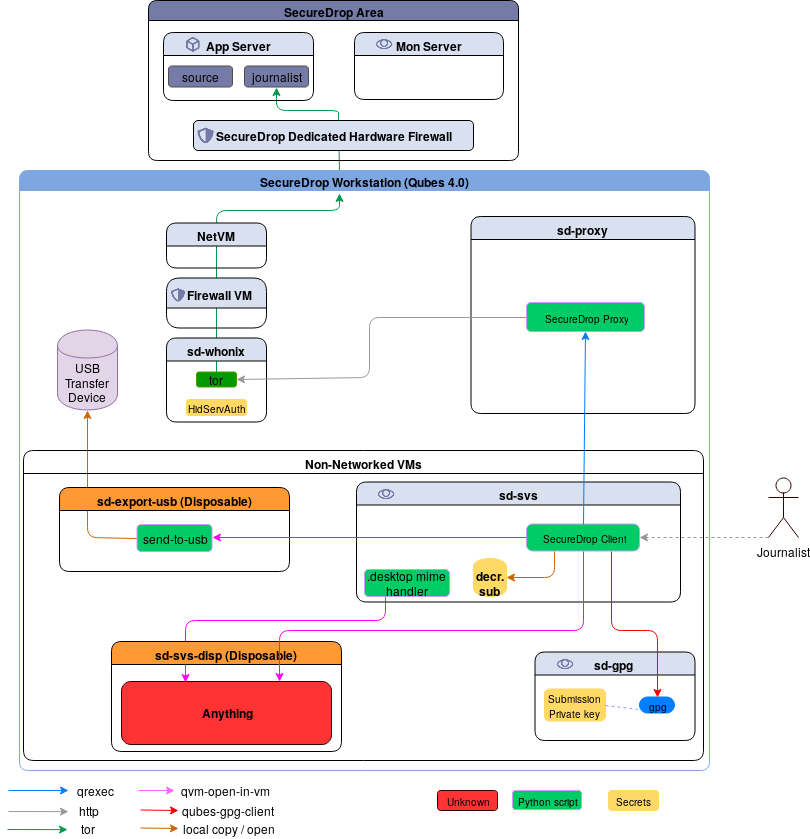 SecureDrop Area
App Server
Mon Server
source
journalist
SecureDrop Dedicated Hardware Firewall
SecureDrop Workstation (Qubes 4.0)
NetVM
sd-proxy
Firewall VM
SecureDrop Proxy
sd-whonix
tor
HidServAuth
USB
Transfer
Device
Non-Networked VMs
sd-export-usb (Disposable)
sd-svs
send-to-usb
SecureDrop Client
Journalist
.desktop mime
handler
decr.
sub
sd-svs-disp (Disposable)
sd-gpg
Anything
Submission
Private key
gpg
qrexec
qvm-open-in-vm
http
qubes-gpg-client
tor
local copy / open
Unknown
Python script
Secrets